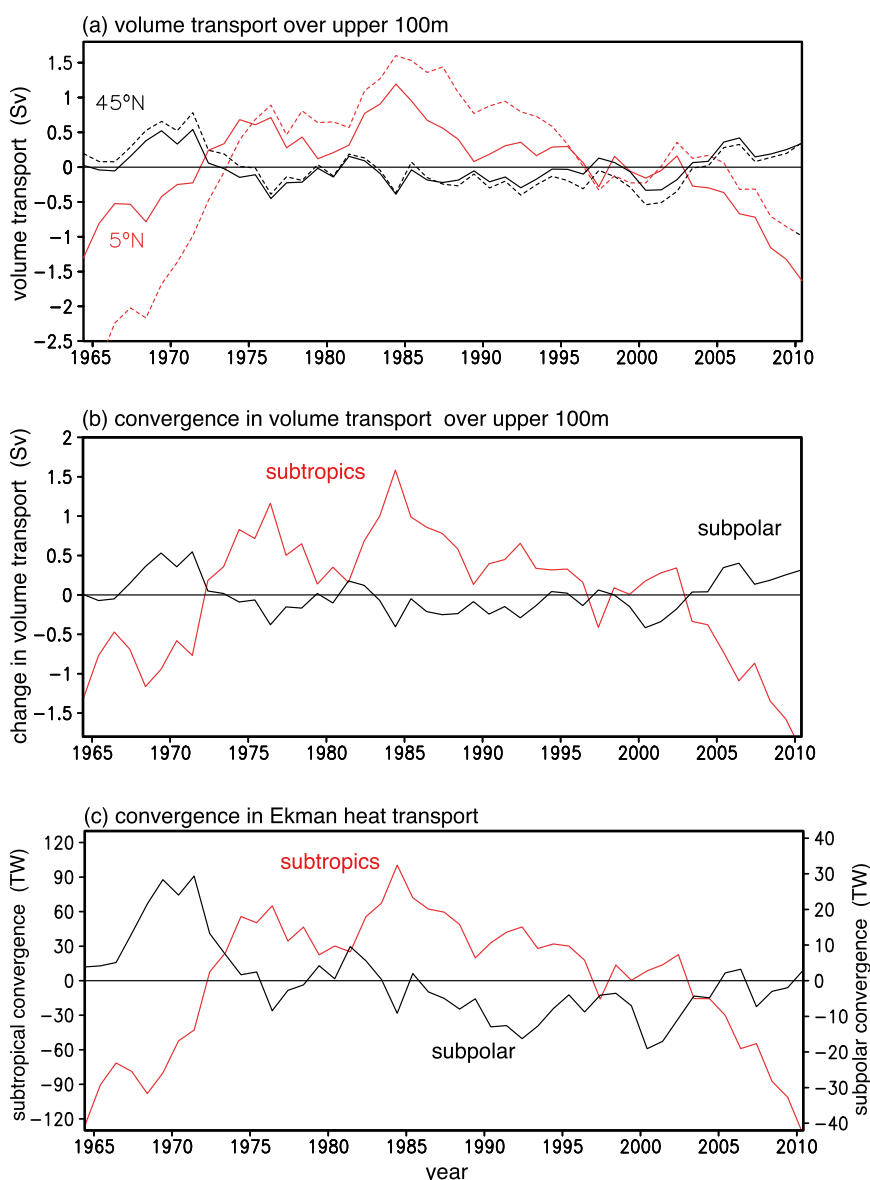 (a) volume transport over upper 100m
volume transport (Sv)
1.5
1
0.5
0
−0.5
−1
−1.5
−2
−2.5
45ºN
5ºN
1965 1970 1975 1980 1985 1990 1995 2000 2005 2010
(b) convergence in volume transport over upper 100m
change in volume transport (Sv)
2
1.5
1
0.5
0
−0.5
−1
−1.5
subtropics
subpolar
1965 1970 1975 1980 1985 1990 1995 2000 2005 2010
(c) convergence in Ekman heat transport
subtropical convergence (TW)
120
90
60
30
0
−30
−60
−90
−120
subtropics
subpolar
40
30
20
10
0
−10
−20
−30
−40
subpolar convergence (TW)
1965 1970 1975 1980 1985 1990 1995 2000 2005 2010
year